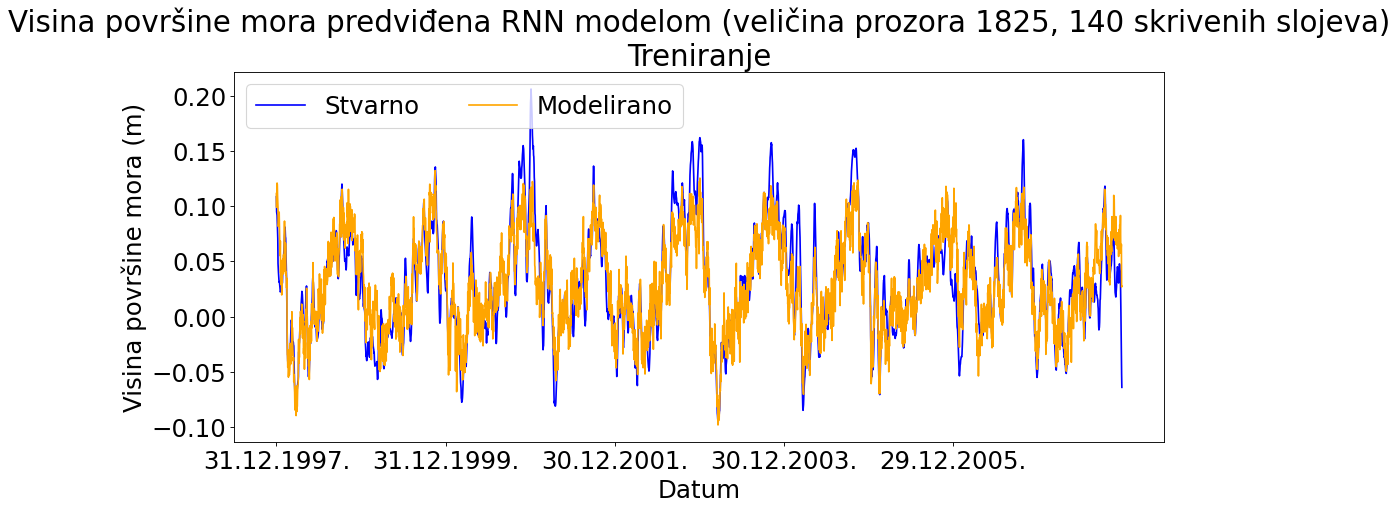 Visina površine mora predviđena RNN modelom (veličina prozora 1825, 140 skrivenih slojeva)
Treniranje
Stvarno Modelirano
Visina površine mora (m)
0.20
0.15
0.10
0.05
0.00
−0.05
−0.10
31.12.1997. 31.12.1999. 30.12.2001. 30.12.2003. 29.12.2005.
Datum